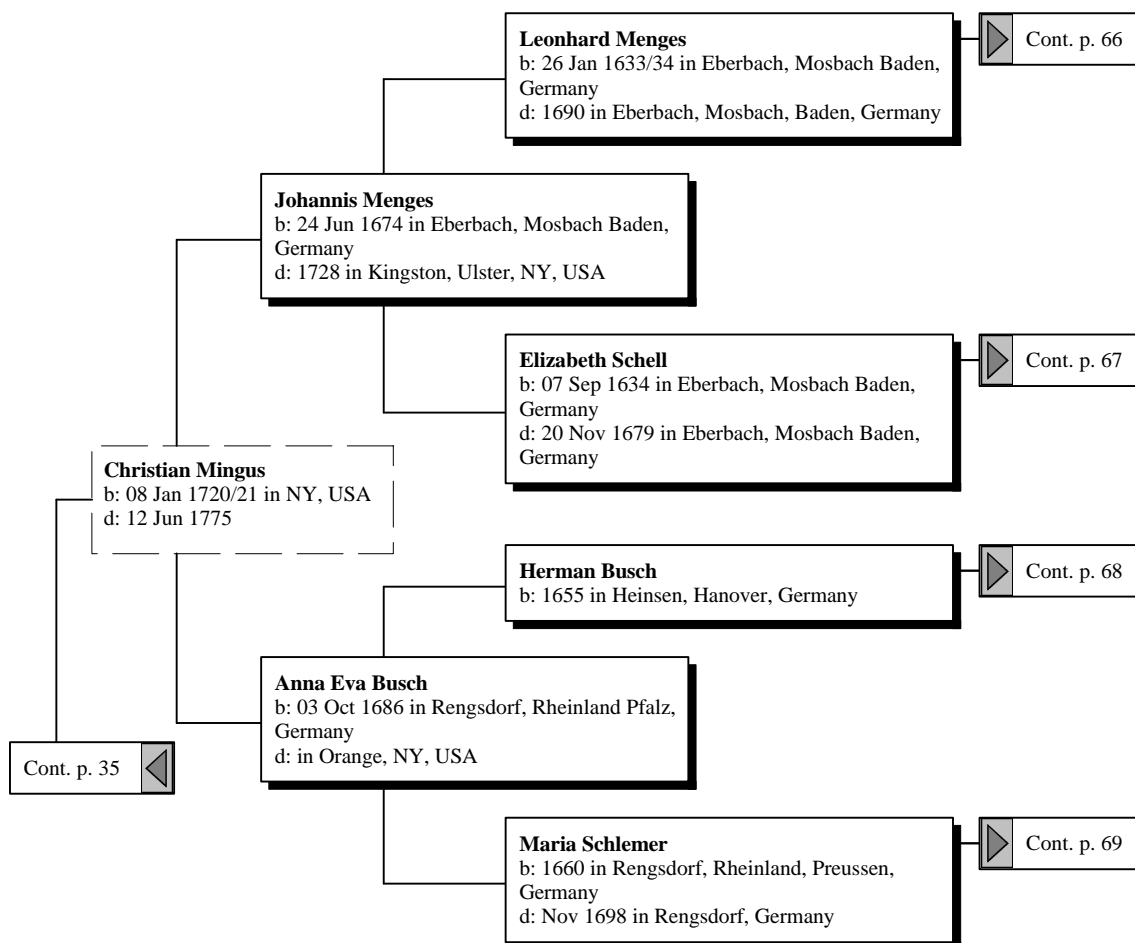 Leonhard Menges
b: 26 Jan 1633/34 in Eberbach, Mosbach Baden,
Germany
d: 1690 in Eberbach, Mosbach, Baden, Germany
Cont. p. 66
Johannis Menges
b: 24 Jun 1674 in Eberbach, Mosbach Baden,
Germany
d: 1728 in Kingston, Ulster, NY, USA
Elizabeth Schell
b: 07 Sep 1634 in Eberbach, Mosbach Baden,
Germany
d: 20 Nov 1679 in Eberbach, Mosbach Baden,
Germany
Cont. p. 67
Christian Mingus
b: 08 Jan 1720/21 in NY, USA
d: 12 Jun 1775
Herman Busch
b: 1655 in Heinsen, Hanover, Germany
Cont. p. 68
Anna Eva Busch
b: 03 Oct 1686 in Rengsdorf, Rheinland Pfalz,
Germany
d: in Orange, NY, USA
Cont. p. 35
Maria Schlemer
b: 1660 in Rengsdorf, Rheinland, Preussen,
Germany
d: Nov 1698 in Rengsdorf, Germany
Cont. p. 69